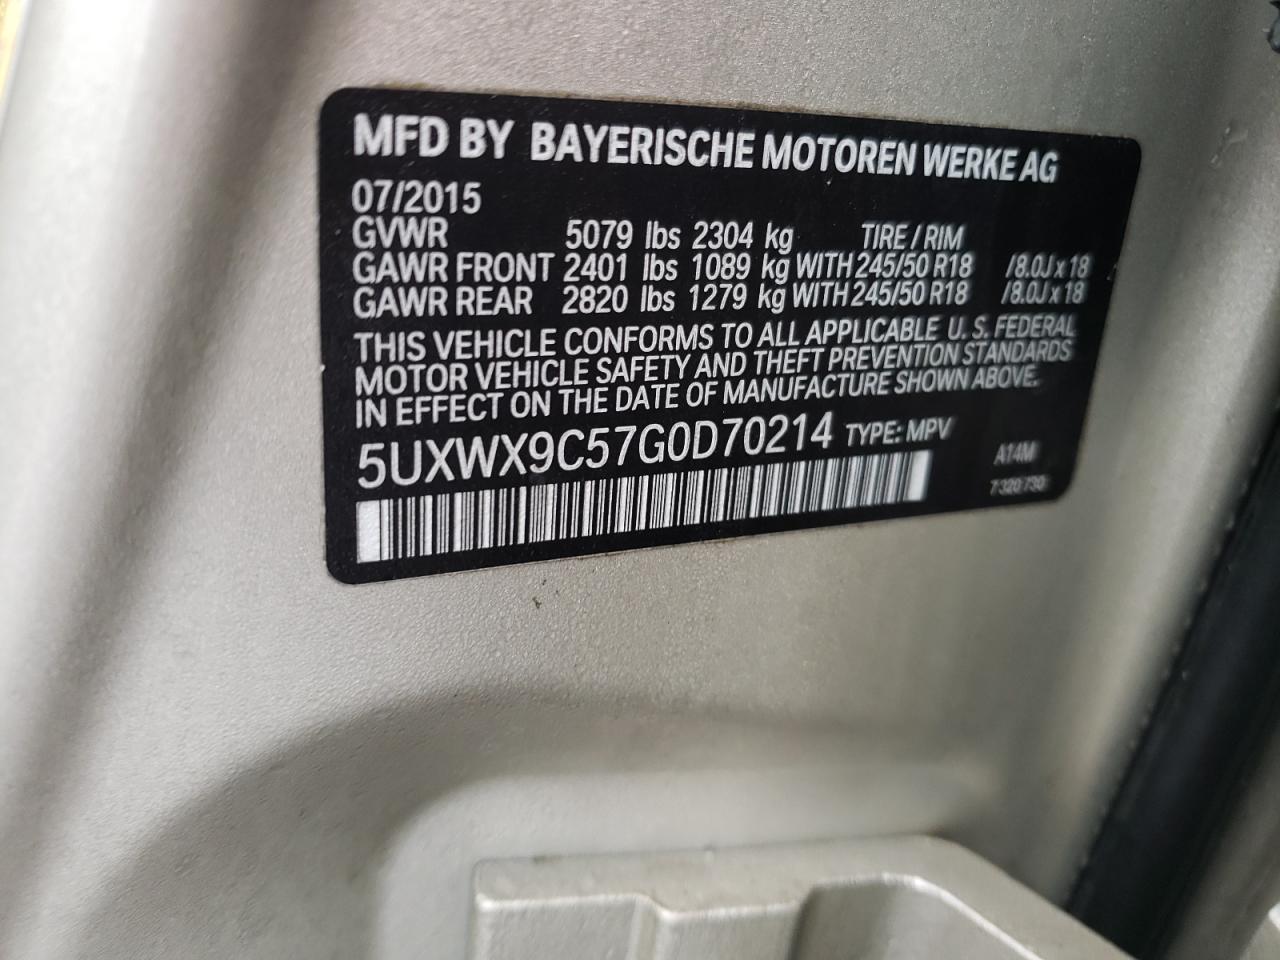 MFD BY BAYERISCHE MOTOREN WERKE AG
07/2015
GVWR 5079 lbs 2304 kg TIRE / RIM
GAWR FRONT 2401 lbs 1089 kg WITH 245/50 R18 /8.0J x 18
GAWR REAR 2820 lbs 1279 kg WITH 245/50 R18 /8.0J x 18
THIS VEHICLE CONFORMS TO ALL APPLICABLE U. S. FEDERAL
MOTOR VEHICLE SAFETY AND THEFT PREVENTION STANDARDS
IN EFFECT ON THE DATE OF MANUFACTURE SHOWN ABOVE.
5UXWX9C57G0D70214 TYPE: MPV
A14M
7 320 730